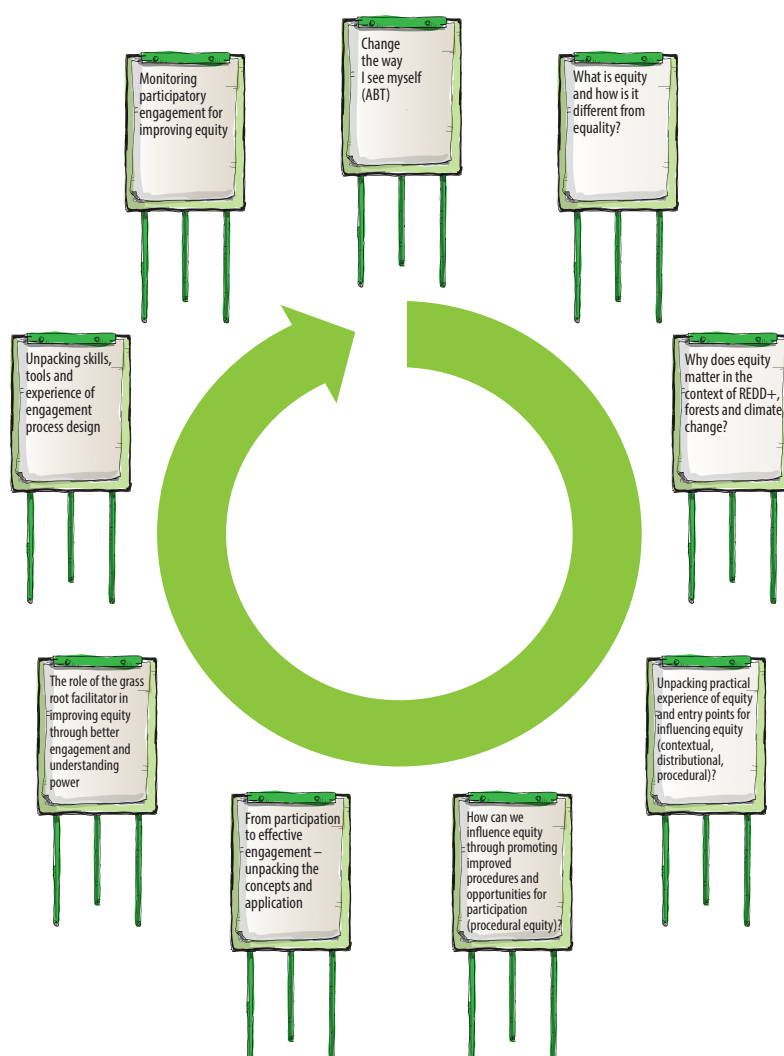 Change
the way
I see myself
(ABT)
What is equity
and how is it
different from
equality?
Why does equity
matter in the
context of REDD+,
forests and climate
change?
Unpacking practical
experience of equity
and entry points for
influencing equity
(contextual,
distributional,
procedural)?
How can we
influence equity
through promoting
improved
procedures and
opportunities for
participation
(procedural equity)?
From participation
to effective
engagement –
unpacking the
concepts and
application
The role of the grass
root facilitator in
improving equity
through better
engagement and
understanding
power
Unpacking skills,
tools and
experience of
engagement
process design
Monitoring
participatory
engagement for
improving equity